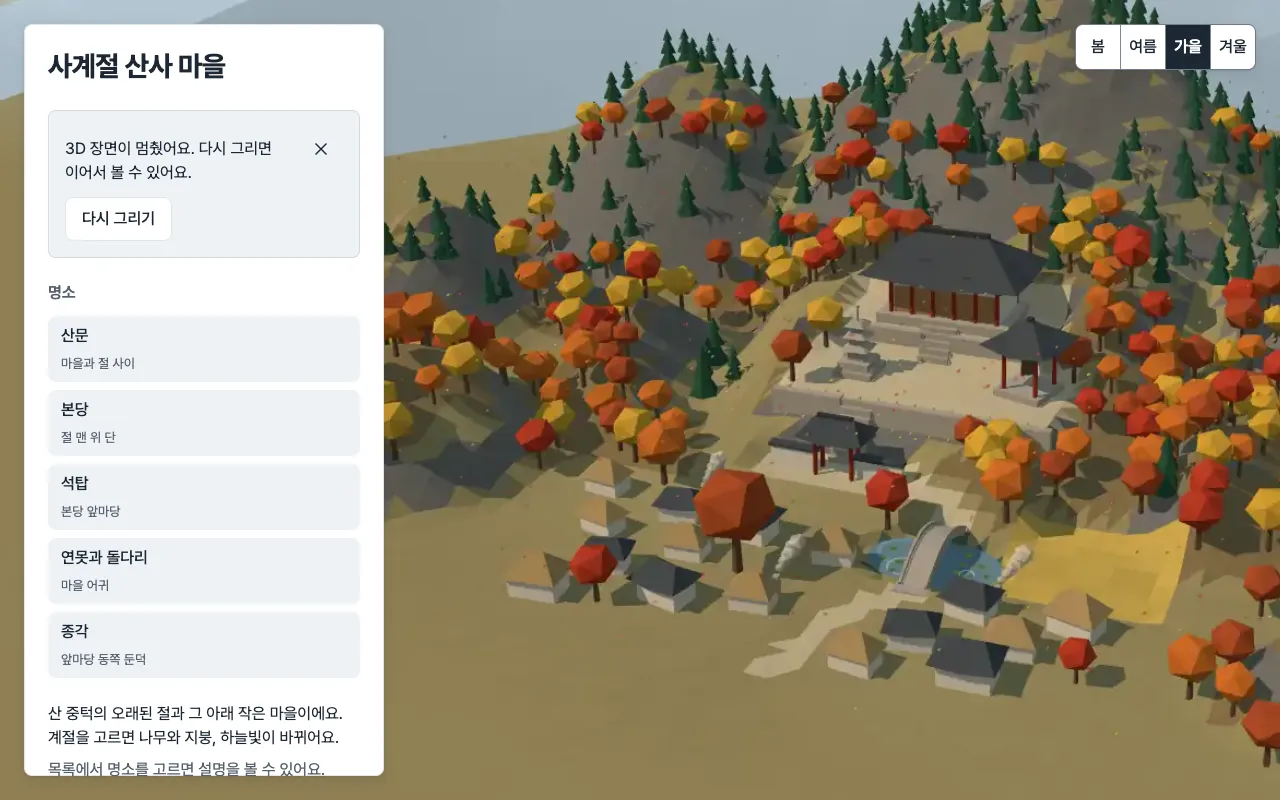 사계절 산사 마을
봄 여름 가을 겨울
3D 장면이 멈췄어요. 다시 그리면
이어서 볼 수 있어요.
다시 그리기
명소
산문
마을과 절 사이
본당
절 맨 위 단
석탑
본당 앞마당
연못과 돌다리
마을 어귀
종각
앞마당 동쪽 둔덕
산 중턱의 오래된 절과 그 아래 작은 마을이에요.
계절을 고르면 나무와 지붕, 하늘빛이 바뀌어요.
목록에서 명소를 고르면 설명을 볼 수 있어요.